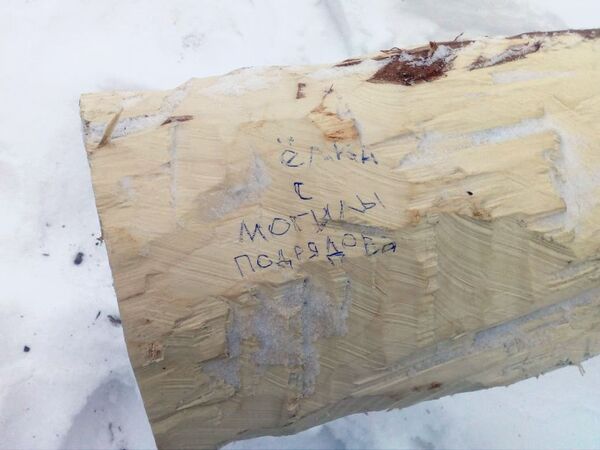 ёлки
с
могилы
подрядова